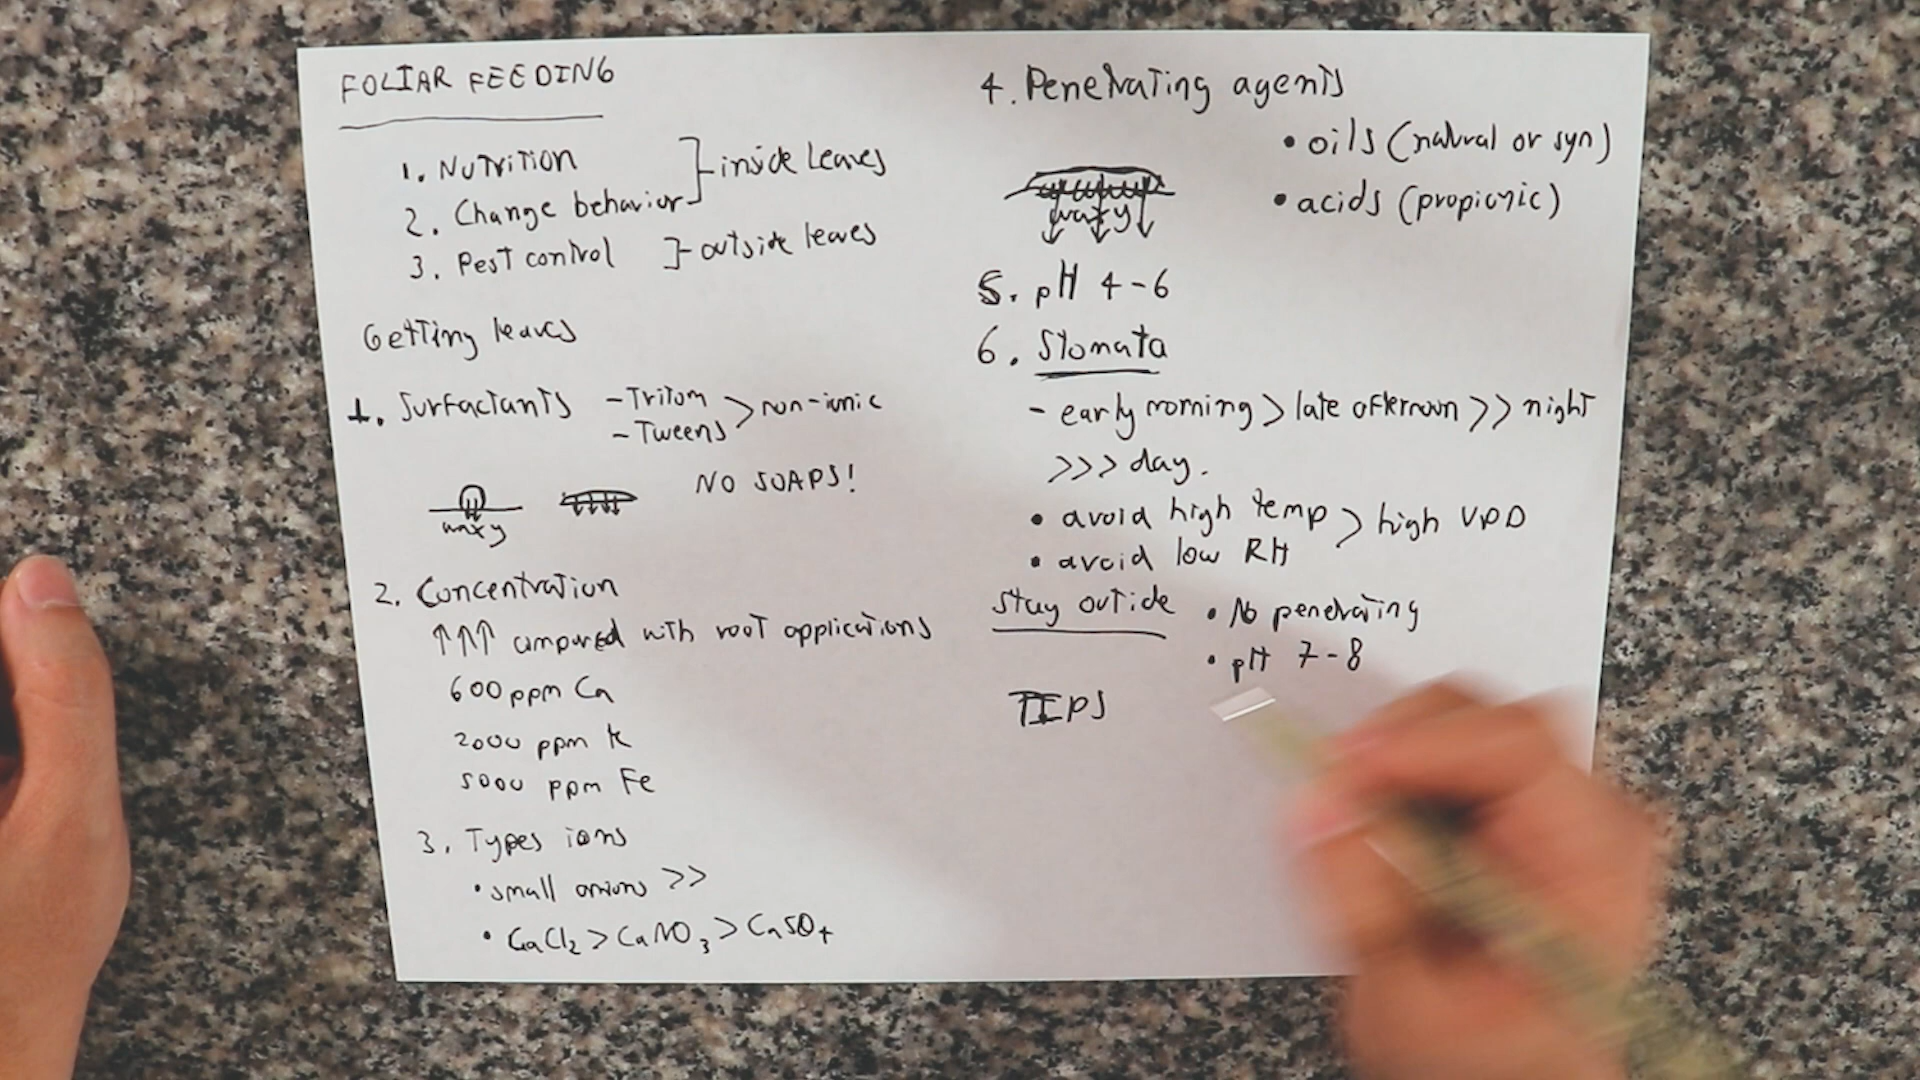 FOLIAR FEEDING
1. Nutrition
2. Change behavior
inside leaves
3. Pest control
outside leaves
Getting leaves
1. Surfactants
- Triton
- Tweens
non-ionic
NO SOAPS!
waxy
2. Concentration
↑↑↑ compared with root applications
600 ppm Ca
2000 ppm K
5000 ppm Fe
3. Types ions
• small anions >>
• CaCl2 > CaNO3 > CaSO4
4. Penetrating agents
• oils (natural or syn)
• acids (propionic)
waxy
5. pH 4-6
6. Stomata
- early morning > late afternoon >> night
>>> day.
• avoid high temp
• avoid low RH
> high VPD
Stay outide
• No penetrating
• pH 7-8
TIPS